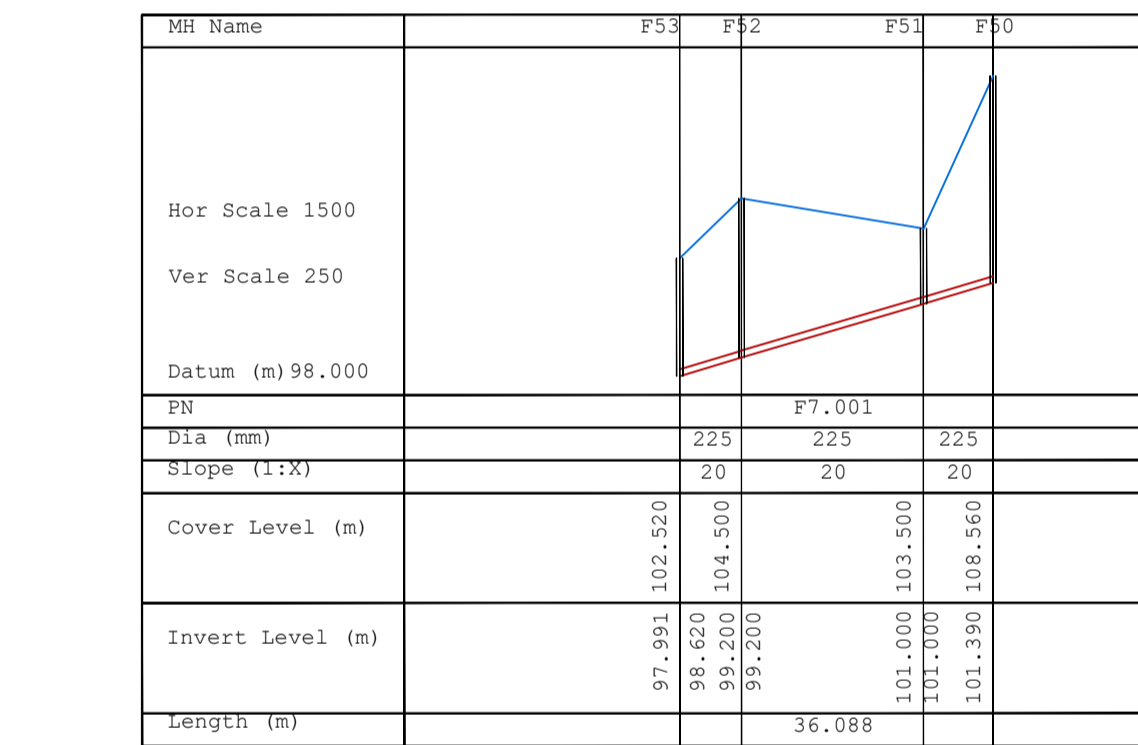 MH Name F53 F52 F51 F50
Hor Scale 1500
Ver Scale 250
Datum (m)98.000
PN F7.001
Dia (mm) 225 225 225
Slope (1:X) 20 20 20
Cover Level (m) 102.520 104.500 103.500 108.560
Invert Level (m) 97.991 98.620 99.200 99.200 101.000 101.000 101.390
Length (m) 36.088